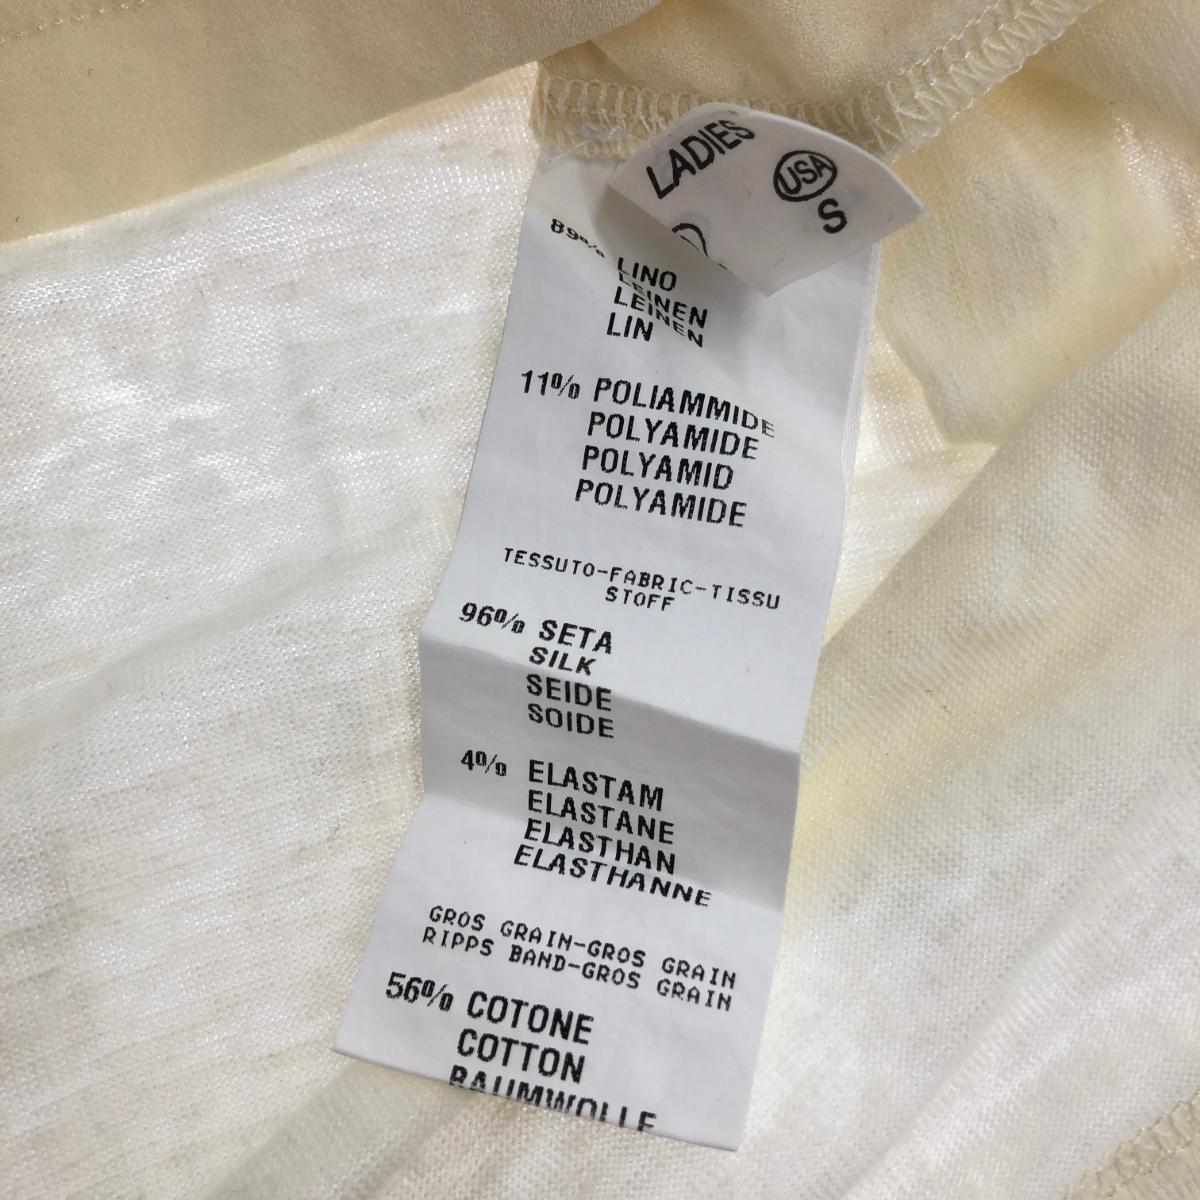 LADIES
USA
S
89% LINO
LEINEN
LEINEN
LIN
11% POLIAMMIDE
POLYAMIDE
POLYAMID
POLYAMIDE
TESSUTO-FABRIC-TISSU
STOFF
96% SETA
SILK
SEIDE
SOIDE
4% ELASTAM
ELASTANE
ELASTHAN
ELASTHANNE
GROS GRAIN-GROS GRAIN
RIPPS BAND-GROS GRAIN
56% COTONE
COTTON
BAUMWOLLE